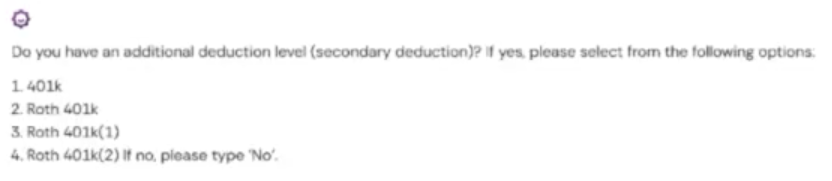 Do you have an additional deduction level (secondary deduction)? If yes, please select from the following options:
1. 401k
2. Roth 401k
3. Roth 401k(1)
4. Roth 401k(2) If no, please type 'No'.